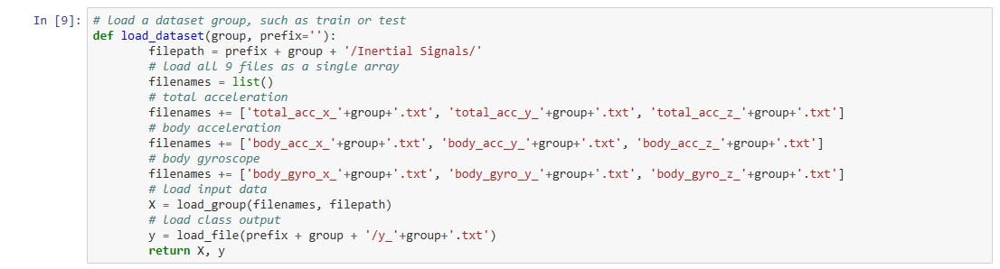 In [9]: # load a dataset group, such as train or test
def load_dataset(group, prefix=''):
        filepath = prefix + group + '/Inertial Signals/'
        # load all 9 files as a single array
        filenames = list()
        # total acceleration
        filenames += ['total_acc_x_'+group+'.txt', 'total_acc_y_'+group+'.txt', 'total_acc_z_'+group+'.txt']
        # body acceleration
        filenames += ['body_acc_x_'+group+'.txt', 'body_acc_y_'+group+'.txt', 'body_acc_z_'+group+'.txt']
        # body gyroscope
        filenames += ['body_gyro_x_'+group+'.txt', 'body_gyro_y_'+group+'.txt', 'body_gyro_z_'+group+'.txt']
        # load input data
        X = load_group(filenames, filepath)
        # load class output
        y = load_file(prefix + group + '/y_'+group+'.txt')
        return X, y